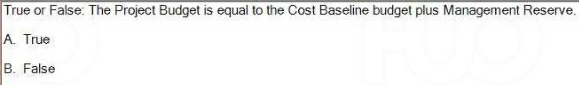 True or False: The Project Budget is equal to the Cost Baseline budget plus Management Reserve.
A. True
B. False